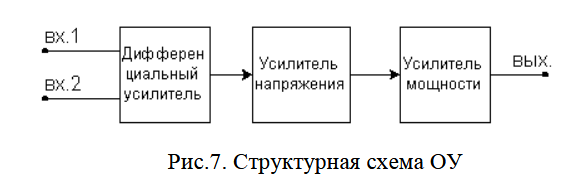 вх.1
вх.2
Дифферен
циальный
усилитель
Усилитель
напряжения
Усилитель
мощности
вых.
Рис.7. Структурная схема ОУ